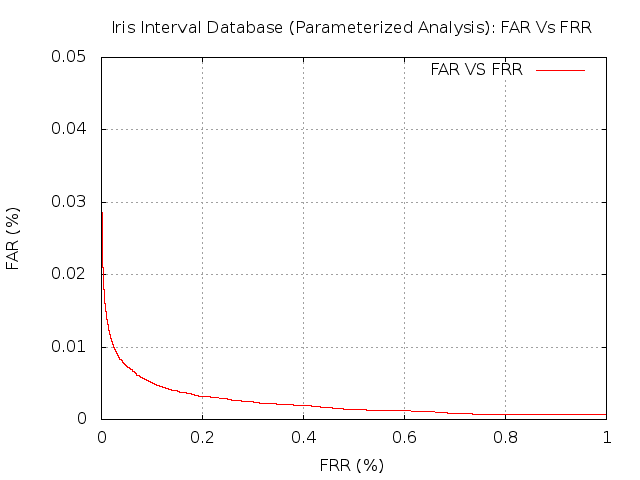 Iris Interval Database (Parameterized Analysis): FAR Vs FRR
0.05
FAR VS FRR
0.04
0.03
FAR (%)
0.02
0.01
0
0 0.2 0.4 0.6 0.8 1
FRR (%)